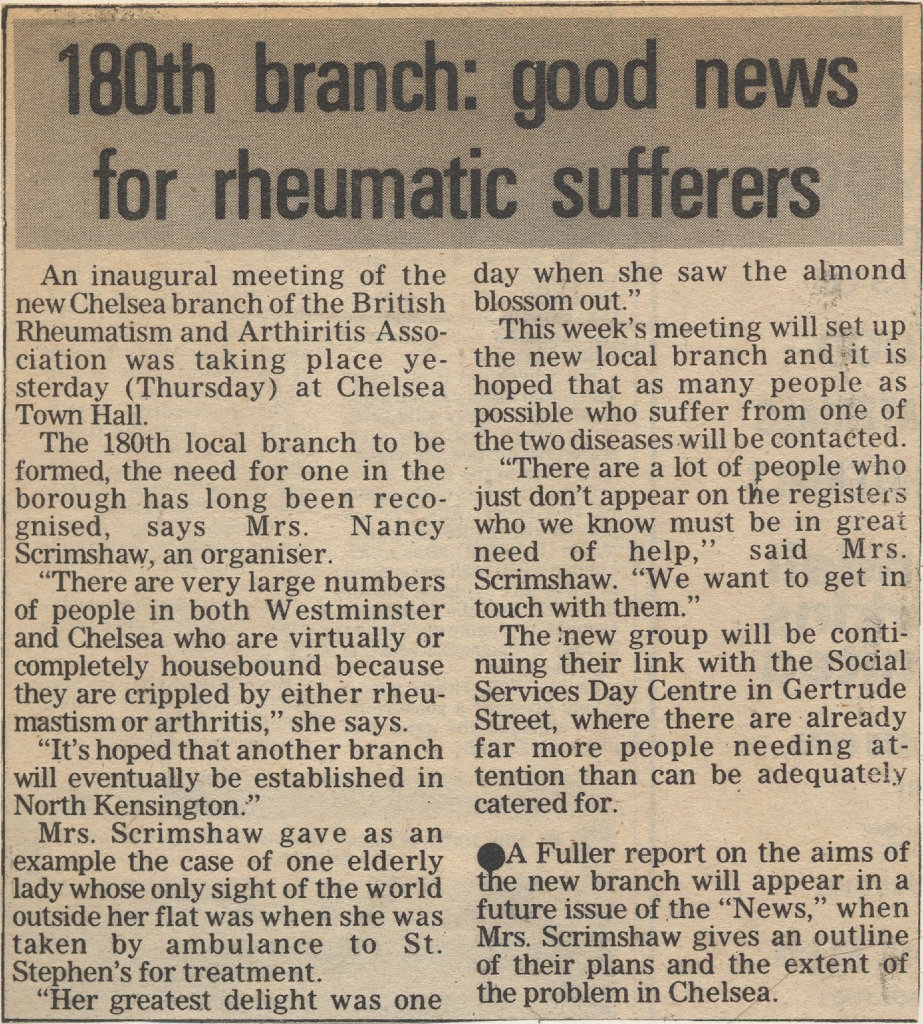 180th branch: good news
for rheumatic sufferers
An inaugural meeting of the
new Chelsea branch of the British
Rheumatism and Arthiritis Asso-
ciation was taking place ye-
sterday (Thursday) at Chelsea
Town Hall.
The 180th local branch to be
formed, the need for one in the
borough has long been reco-
gnised, says Mrs. Nancy
Scrimshaw, an organiser.
“There are very large numbers
of people in both Westminster
and Chelsea who are virtually or
completely housebound because
they are crippled by either rheu-
mastism or arthritis,” she says.
“It's hoped that another branch
will eventually be established in
North Kensington.”
Mrs. Scrimshaw gave as an
example the case of one elderly
lady whose only sight of the world
outside her flat was when she was
taken by ambulance to St.
Stephen's for treatment.
“Her greatest delight was one
day when she saw the almond
blossom out.”
This week's meeting will set up
the new local branch and it is
hoped that as many people as
possible who suffer from one of
the two diseases will be contacted.
“There are a lot of people who
just don't appear on the registers
who we know must be in great
need of help,” said Mrs.
Scrimshaw. “We want to get in
touch with them.”
The new group will be conti-
nuing their link with the Social
Services Day Centre in Gertrude
Street, where there are already
far more people needing at-
tention than can be adequately
catered for.
●A Fuller report on the aims of
the new branch will appear in a
future issue of the “News,” when
Mrs. Scrimshaw gives an outline
of their plans and the extent of
the problem in Chelsea.